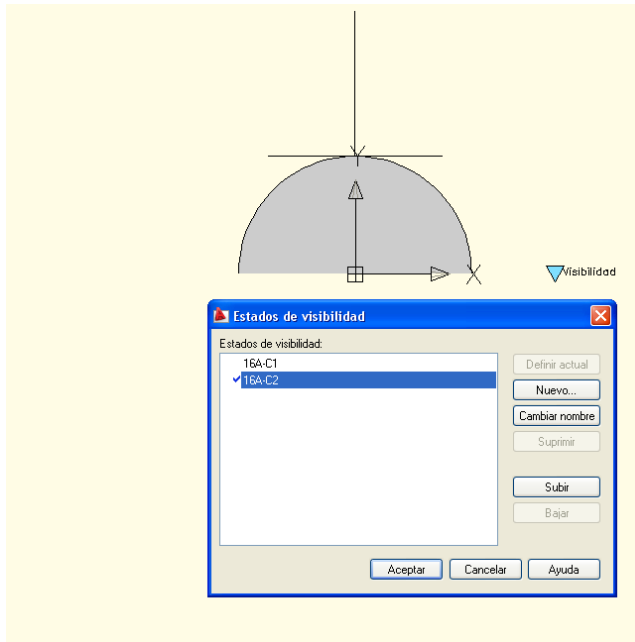 Y
X
Visibilidad
Estados de visibilidad
Estados de visibilidad:
16A-C1
16A-C2
Definir actual
Nuevo...
Cambiar nombre
Suprimir
Subir
Bajar
Aceptar
Cancelar
Ayuda